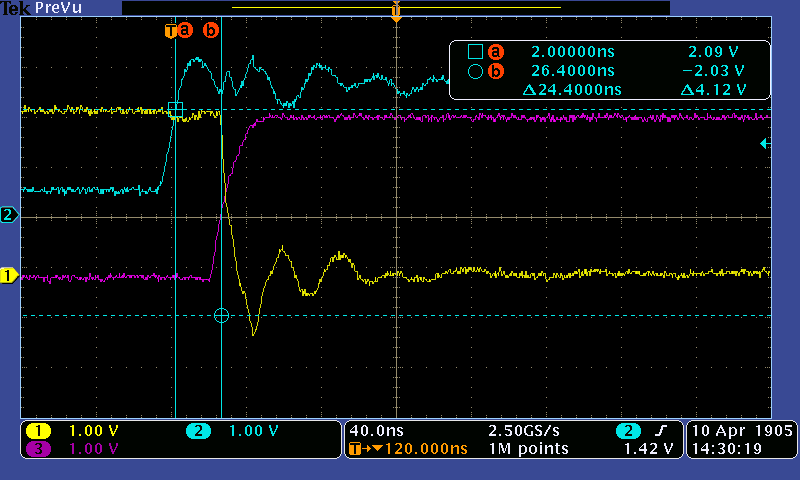 Tek PreVu
T a b
T
a 2.00000ns 2.09 V
b 26.4000ns −2.03 V
Δ24.4000ns Δ4.12 V
2
1
1 1.00 V 2 1.00 V
3 1.00 V
40.0ns 2.50GS/s 2
T→▼120.000ns 1M points 1.42 V
10 Apr 1905
14:30:19